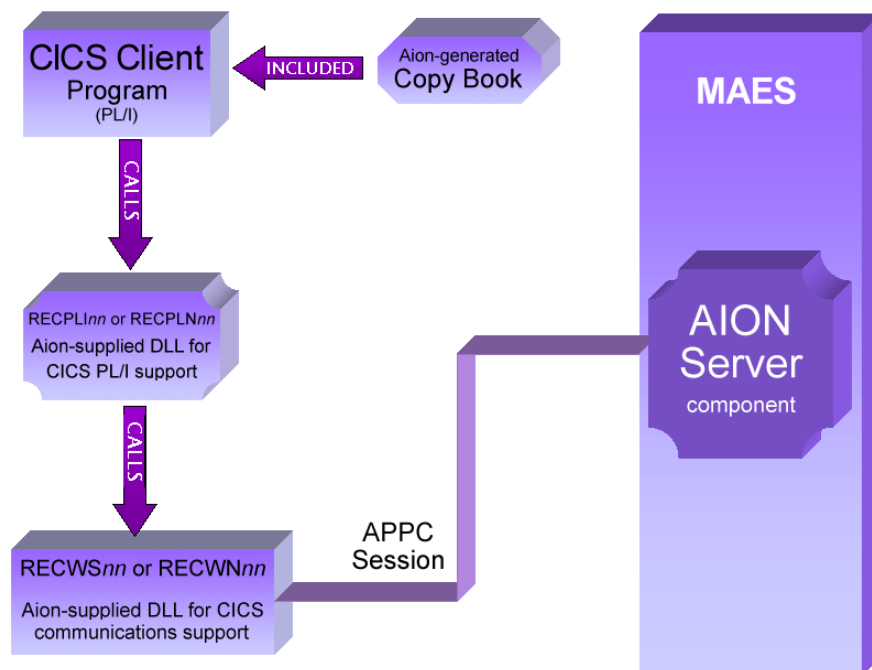 CICS Client
Program
(PL/I)
INCLUDED
Aion-generated
Copy Book
MAES
CALLS
RECPLInn or RECPLNnn
Aion-supplied DLL for
CICS PL/I support
AION
Server
component
CALLS
APPC
Session
RECWSnn or RECWNnn
Aion-supplied DLL for CICS
communications support